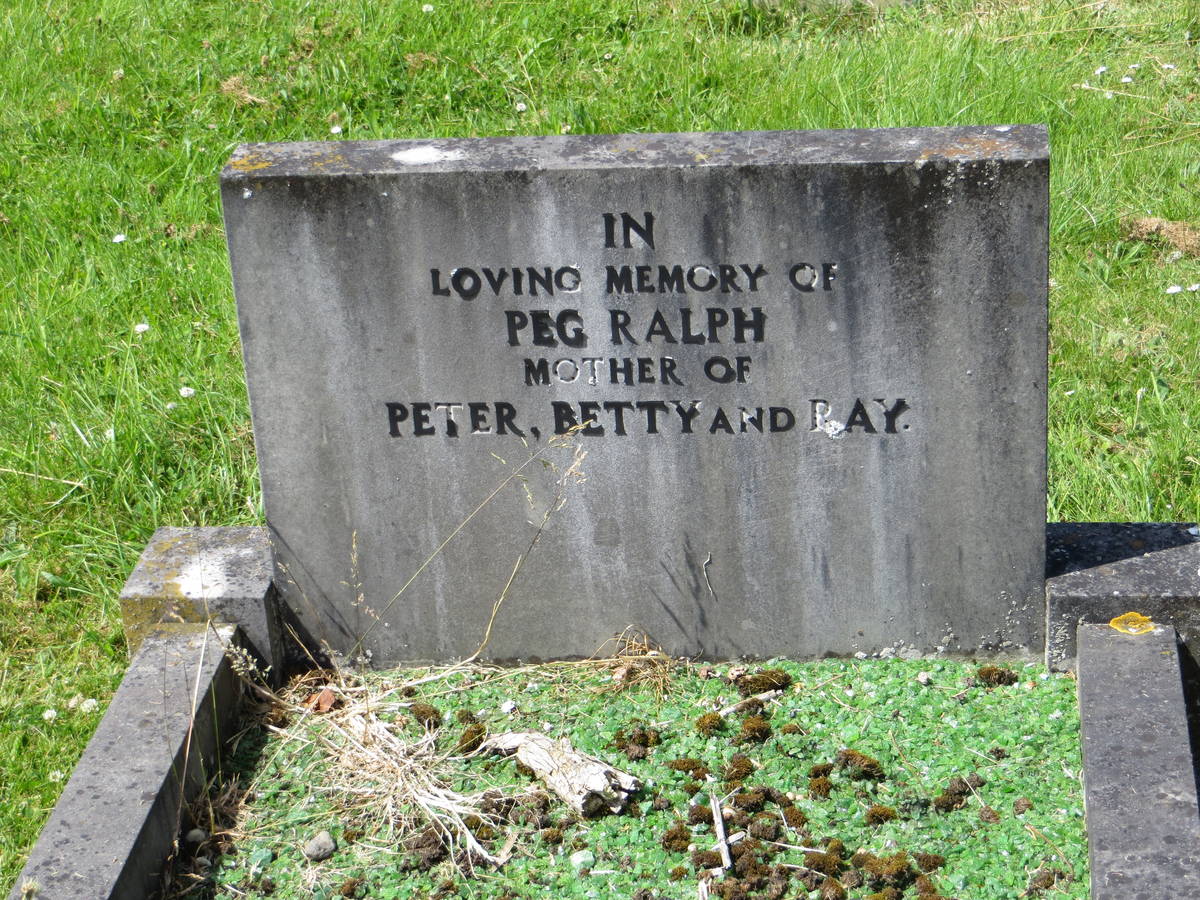 IN
LOVING MEMORY OF
PEG RALPH
MOTHER OF
PETER, BETTY AND RAY.